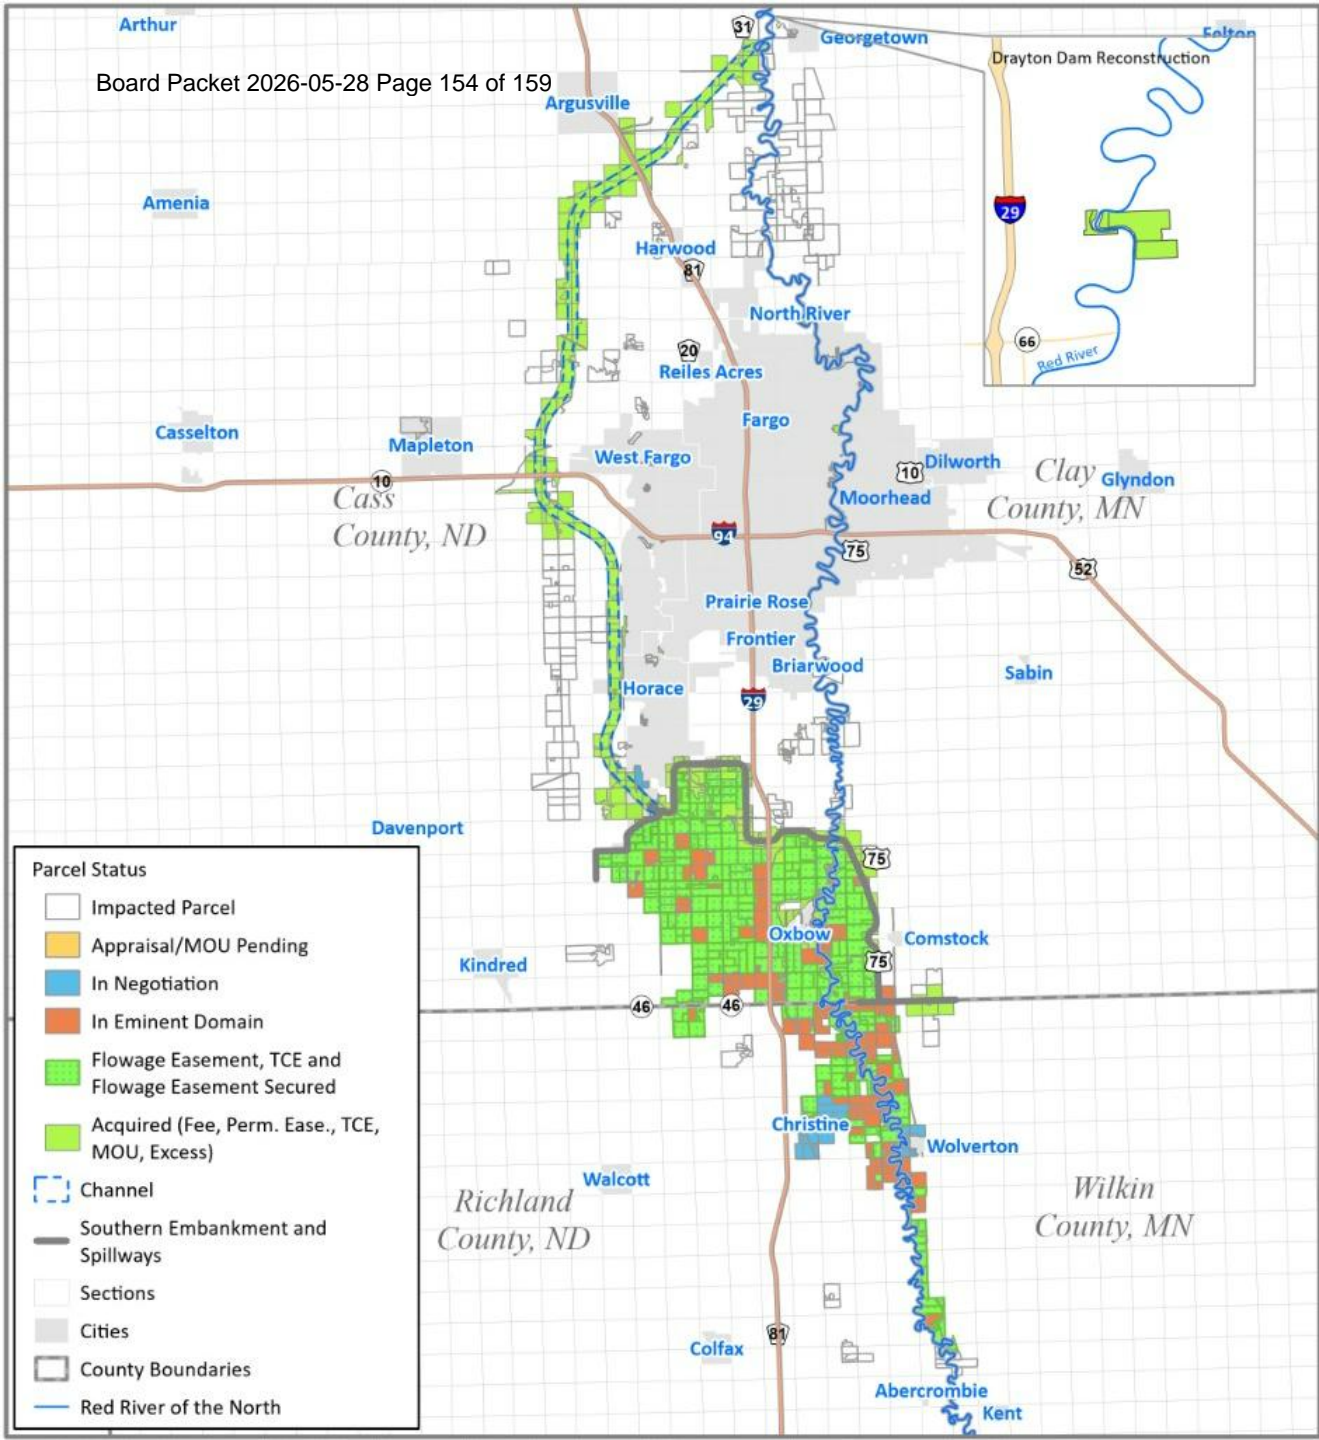 Arthur
31
Georgetown
Felton
Drayton Dam Reconstruction
Board Packet 2026-05-28 Page 154 of 159
Argusville
Amenia
29
Harwood
81
North River
66
Red River
20
Reiles Acres
Fargo
Casselton
Mapleton
West Fargo
10
Dilworth
Clay
County, MN
Glyndon
10
Cass
County, ND
Moorhead
94
75
52
Prairie Rose
Frontier
Briarwood
Sabin
Horace
29
Davenport
75
Oxbow
Comstock
Kindred
75
46
46
Christine
Wolverton
Walcott
Richland
County, ND
Wilkin
County, MN
81
Colfax
Abercrombie
Kent
Parcel Status
Impacted Parcel
Appraisal/MOU Pending
In Negotiation
In Eminent Domain
Flowage Easement, TCE and
Flowage Easement Secured
Acquired (Fee, Perm. Ease., TCE,
MOU, Excess)
Channel
Southern Embankment and
Spillways
Sections
Cities
County Boundaries
Red River of the North